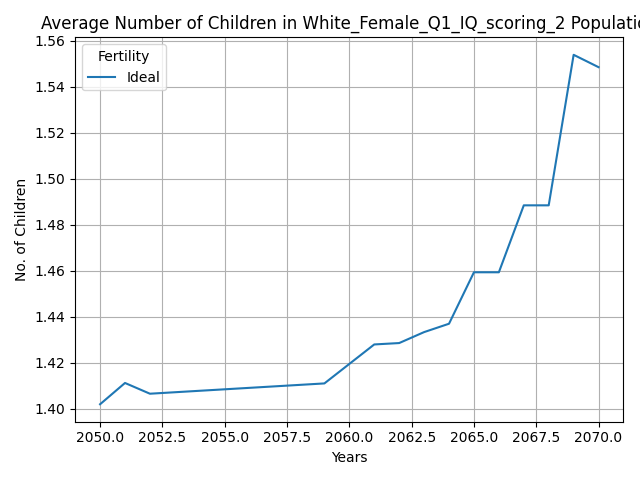 Average Number of Children in White_Female_Q1_IQ_scoring_2 Populatio
Fertility
Ideal
No. of Children
1.56
1.54
1.52
1.50
1.48
1.46
1.44
1.42
1.40
2050.0 2052.5 2055.0 2057.5 2060.0 2062.5 2065.0 2067.5 2070.0
Years